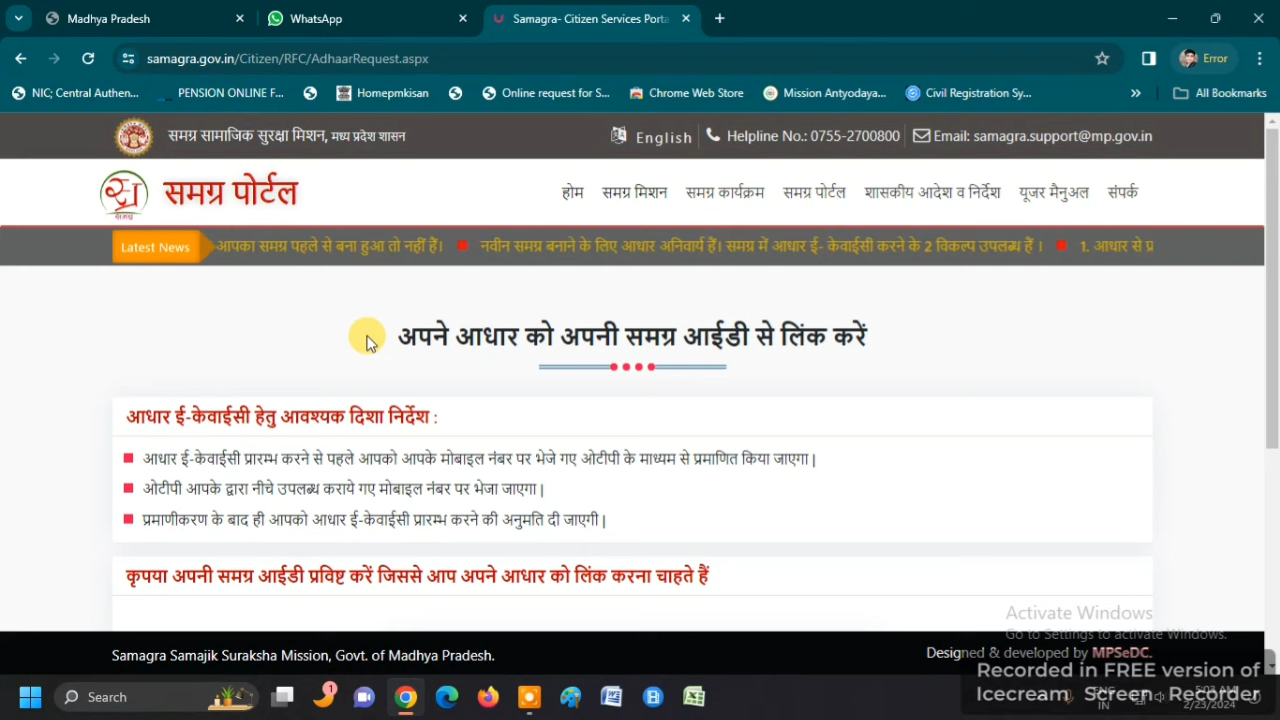 Madhya Pradesh
WhatsApp
Samagra- Citizen Services Porta
samagra.gov.in/Citizen/RFC/AdhaarRequest.aspx
Error
NIC; Central Authen...
PENSION ONLINE F...
Homepmkisan
Online request for S...
Chrome Web Store
Mission Antyodaya...
Civil Registration Sy...
All Bookmarks
समग्र सामाजिक सुरक्षा मिशन, मध्य प्रदेश शासन
English
Helpline No.: 0755-2700800
Email: samagra.support@mp.gov.in
समग्र
समग्र पोर्टल
होम
समग्र मिशन
समग्र कार्यक्रम
समग्र पोर्टल
शासकीय आदेश व निर्देश
यूजर मैनुअल
संपर्क
Latest News
आपका समग्र पहले से बना हुआ तो नहीं हैं।
नवीन समग्र बनाने के लिए आधार अनिवार्य हैं। समग्र में आधार ई- केवाईसी करने के 2 विकल्प उपलब्ध हैं ।
1. आधार से प्र
अपने आधार को अपनी समग्र आईडी से लिंक करें
आधार ई-केवाईसी हेतु आवश्यक दिशा निर्देश :
आधार ई-केवाईसी प्रारम्भ करने से पहले आपको आपके मोबाइल नंबर पर भेजे गए ओटीपी के माध्यम से प्रमाणित किया जाएगा |
ओटीपी आपके द्वारा नीचे उपलब्ध कराये गए मोबाइल नंबर पर भेजा जाएगा |
प्रमाणीकरण के बाद ही आपको आधार ई-केवाईसी प्रारम्भ करने की अनुमति दी जाएगी |
कृपया अपनी समग्र आईडी प्रविष्ट करें जिससे आप अपने आधार को लिंक करना चाहते हैं
Activate Windows
Go to Settings to activate Windows.
Samagra Samajik Suraksha Mission, Govt. of Madhya Pradesh.
Designed & developed by MPSeDC.
Recorded in FREE version of
Icecream Screen Recorder
Search
1
ENG
IN
5:03 AM
2/23/2024